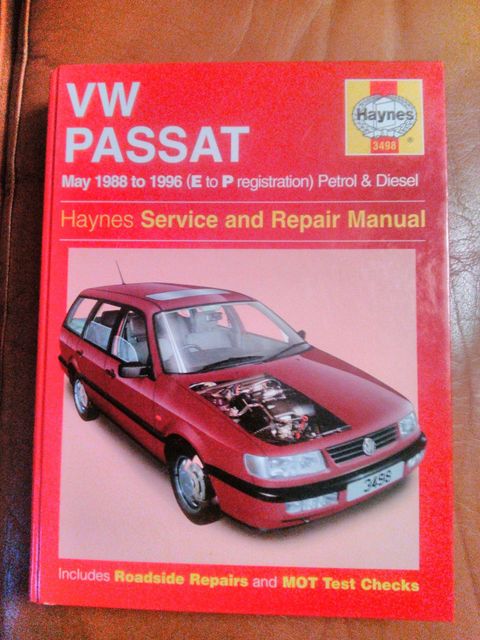 VW
PASSAT
Haynes
3498
May 1988 to 1996 (E to P registration) Petrol & Diesel
Haynes Service and Repair Manual
3498
Includes Roadside Repairs and MOT Test Checks